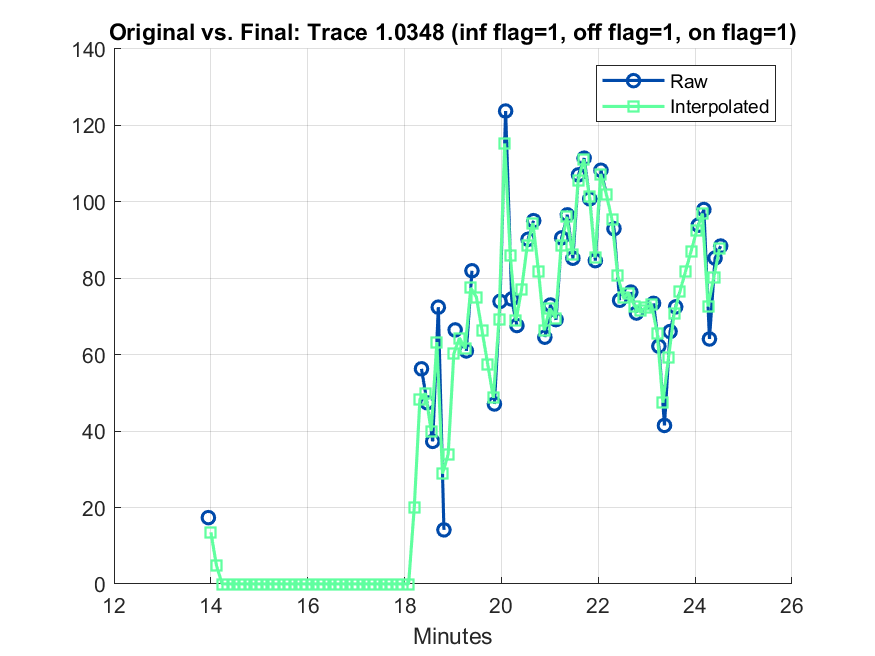 Original vs. Final: Trace 1.0348 (inf flag=1, off flag=1, on flag=1)
140
120
100
80
60
40
20
0
Raw
Interpolated
12 14 16 18 20 22 24 26
Minutes